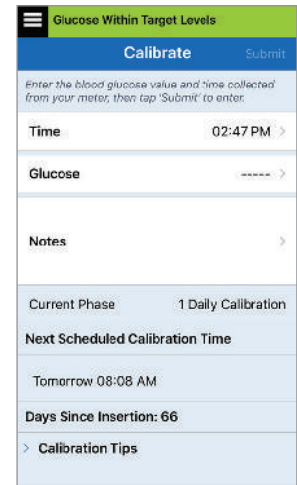 Glucose Within Target Levels
Calibrate Submit
Enter the blood glucose value and time collected
from your meter, then tap 'Submit' to enter.
Time 02:47 PM >
Glucose ----- >
Notes >
Current Phase 1 Daily Calibration
Next Scheduled Calibration Time
Tomorrow 08:08 AM
Days Since Insertion: 66
> Calibration Tips